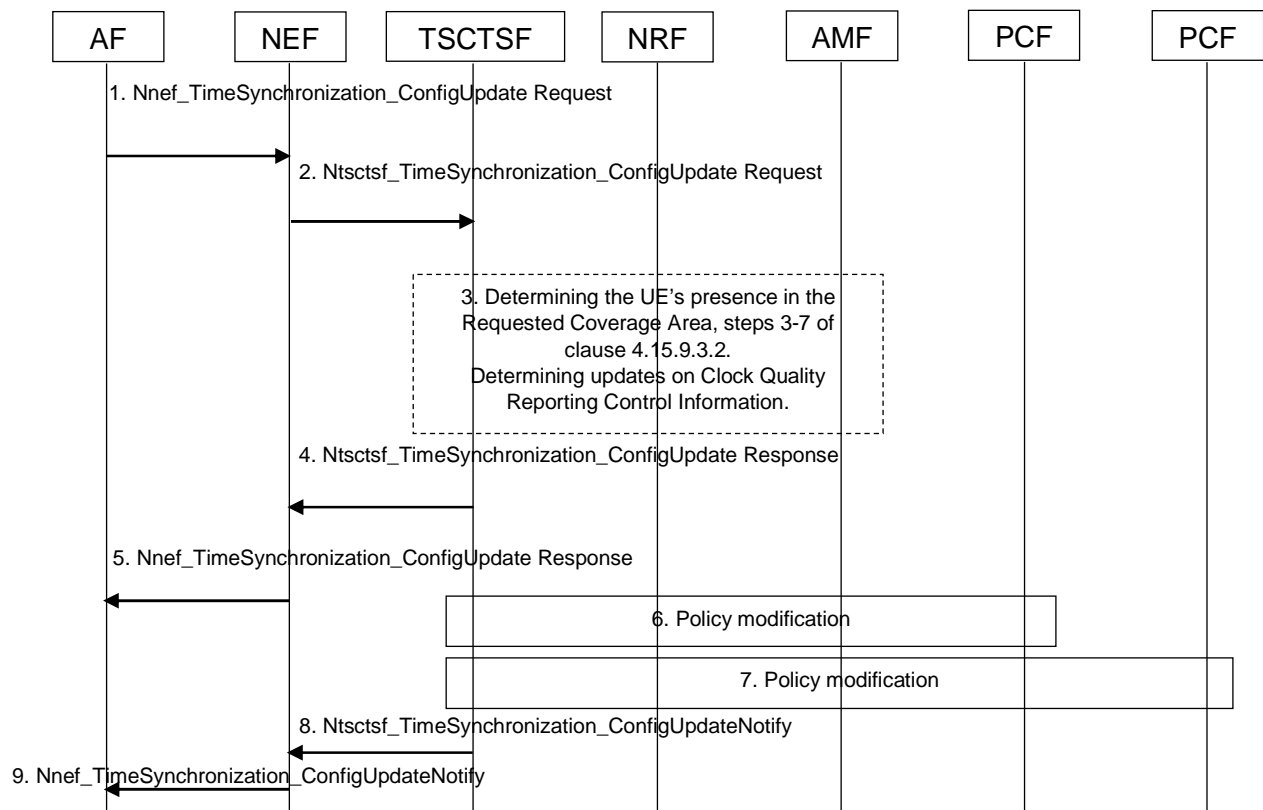 AF
NEF
TSCTSF
NRF
AMF
PCF
PCF
1. Nnef_TimeSynchronization_ConfigUpdate Request
2. Ntsctsf_TimeSynchronization_ConfigUpdate Request
3. Determining the UE’s presence in the
Requested Coverage Area, steps 3-7 of
clause 4.15.9.3.2.
Determining updates on Clock Quality
Reporting Control Information.
4. Ntsctsf_TimeSynchronization_ConfigUpdate Response
5. Nnef_TimeSynchronization_ConfigUpdate Response
6. Policy modification
7. Policy modification
8. Ntsctsf_TimeSynchronization_ConfigUpdateNotify
9. Nnef_TimeSynchronization_ConfigUpdateNotify